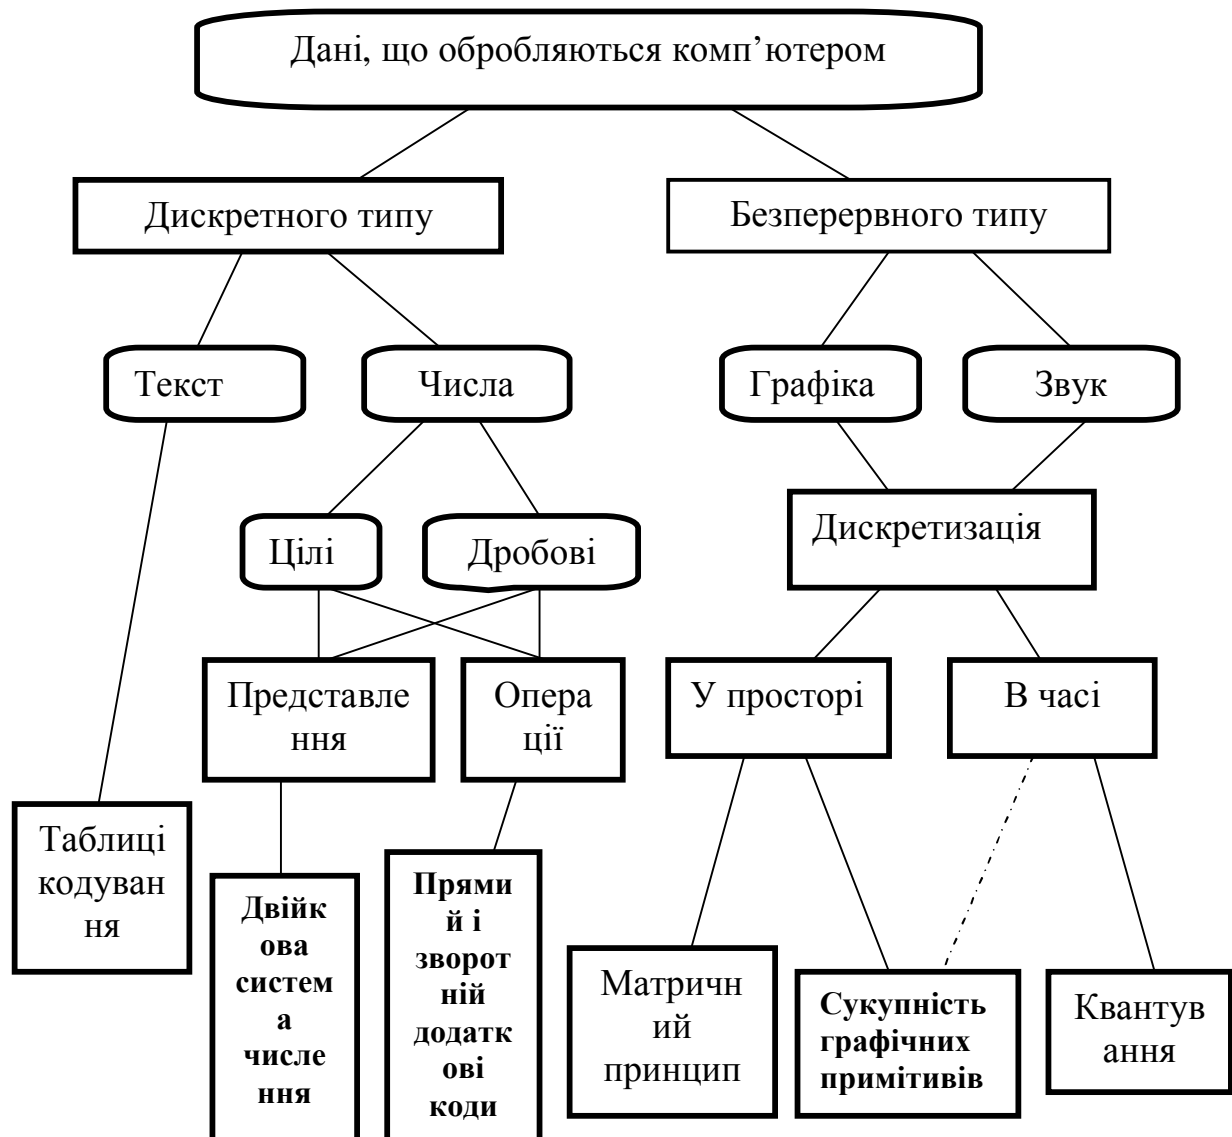 Дані, що обробляються комп’ютером
Дискретного типу
Безперервного типу
Текст
Числа
Графіка
Звук
Цілі
Дробові
Дискретизація
Представле
ння
Опера
ції
У просторі
В часі
Таблиці
кодуван
ня
Двійк
ова
систем
а
числе
ння
Прями
й і
зворот
ній
додатк
ові
коди
Матричн
ий
принцип
Сукупність
графічних
примітивів
Квантув
ання